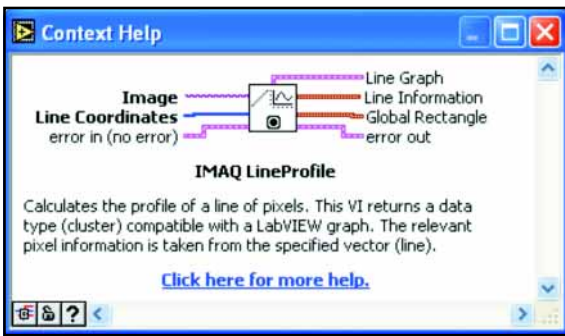 Context Help
Line Graph
Image
Line Information
Line Coordinates
Global Rectangle
error in (no error)
error out
IMAQ LineProfile
Calculates the profile of a line of pixels. This VI returns a data
type (cluster) compatible with a LabVIEW graph. The relevant
pixel information is taken from the specified vector (line).
Click here for more help.
?